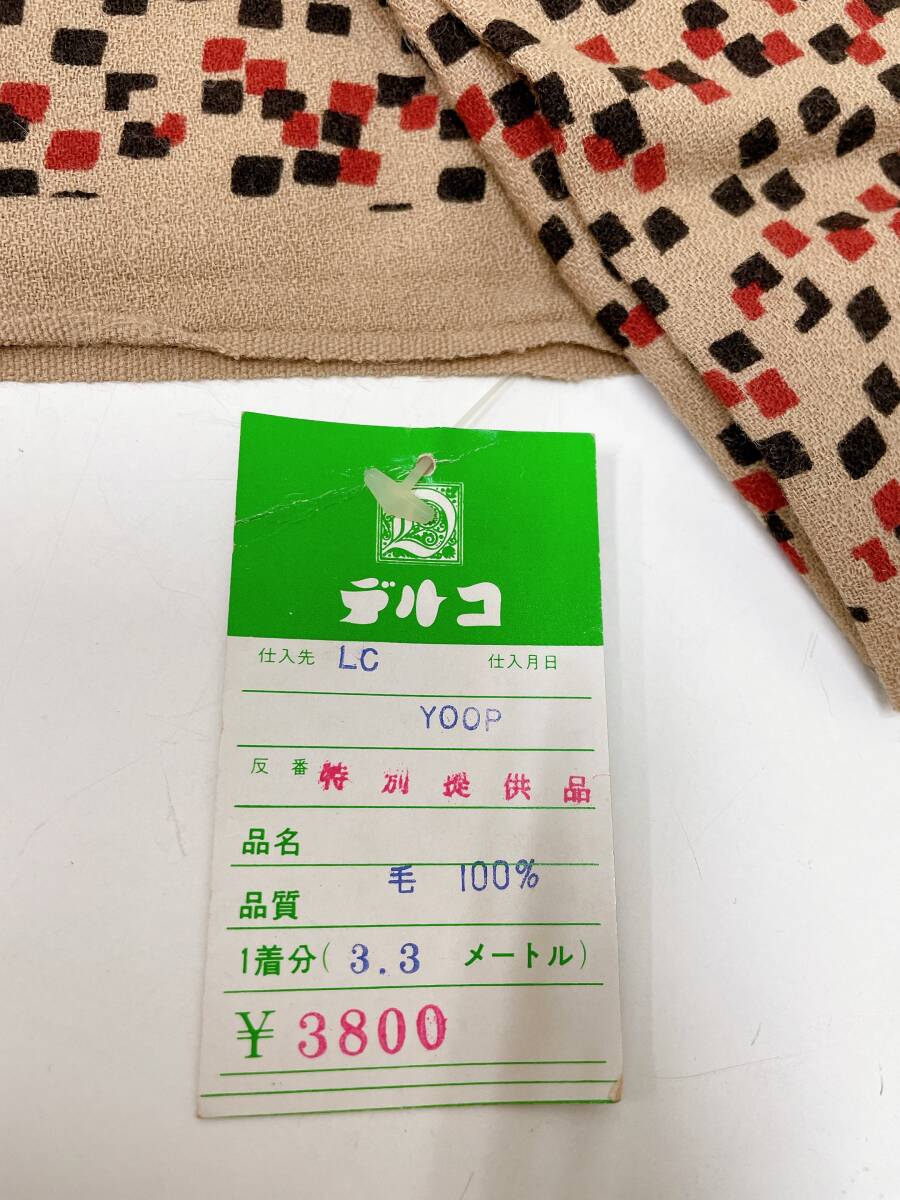 デルコ
仕入先 LC 仕入月日
YOOP
反番 特別提供品
品名
毛 100%
品質
1着分( 3.3 メートル)
¥3800